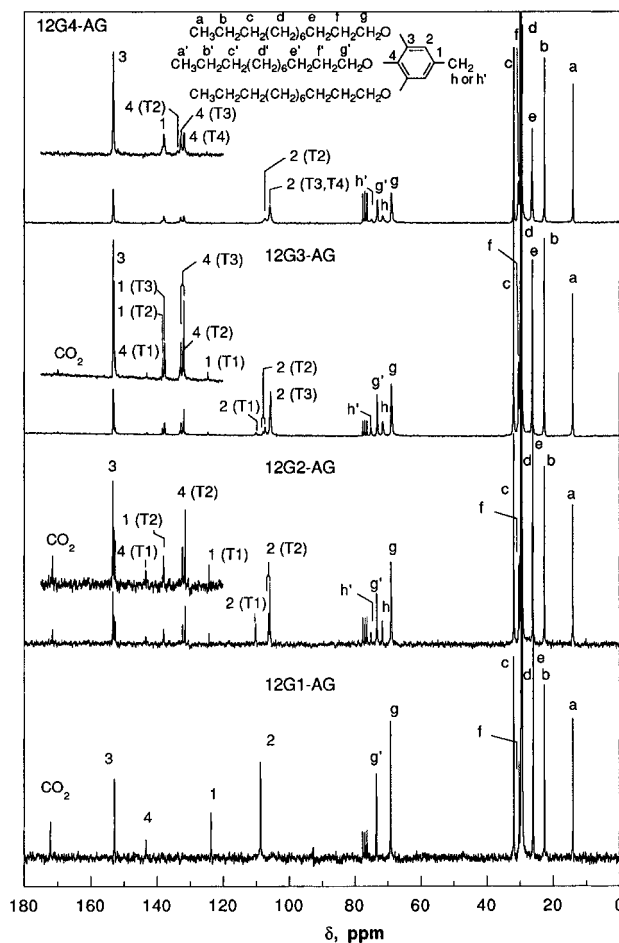 12G4-AG
a b c d e f g
CH₃CH₂CH₂(CH₂)₆CH₂CH₂CH₂O
a' b' c' d' e' f' g'
CH₃CH₂CH₂(CH₂)₆CH₂CH₂CH₂O
CH₃CH₂CH₂(CH₂)₆CH₂CH₂CH₂O
3 2
4 1
CH₂
h or h'
3
4 (T2) 1
4 (T3)
4 (T4)
2 (T2)
2 (T3,T4)
h' g' h g
f
c
d
e
b
a
12G3-AG
3
1 (T3)
1 (T2)
4 (T1)
CO₂
4 (T3)
4 (T2)
1 (T1)
2 (T1)
2 (T2)
2 (T3)
h' g' h g
f
c
d
e
b
a
12G2-AG
3
CO₂
4 (T1)
1 (T2)
4 (T2)
1 (T1)
2 (T1)
2 (T2)
h' g' h g
f
c
d
e
b
a
12G1-AG
CO₂
3
4
1
2
g'
g
f
c
d
e
b
a
180 160 140 120 100 80 60 40 20 0
δ, ppm